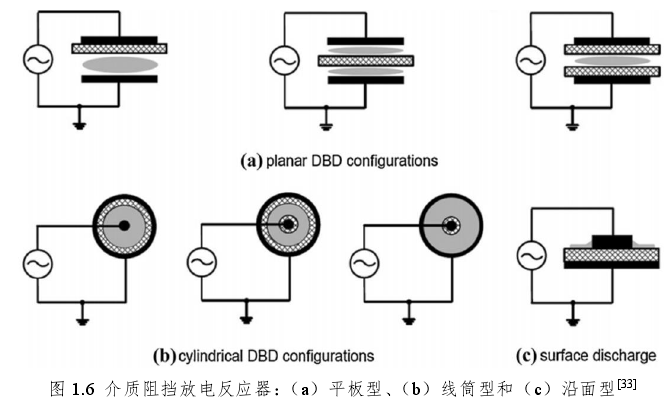 (a) planar DBD configurations
(b) cylindrical DBD configurations
(c) surface discharge
图 1.6 介质阻挡放电反应器：（a）平板型、（b）线筒型和（c）沿面型[33]